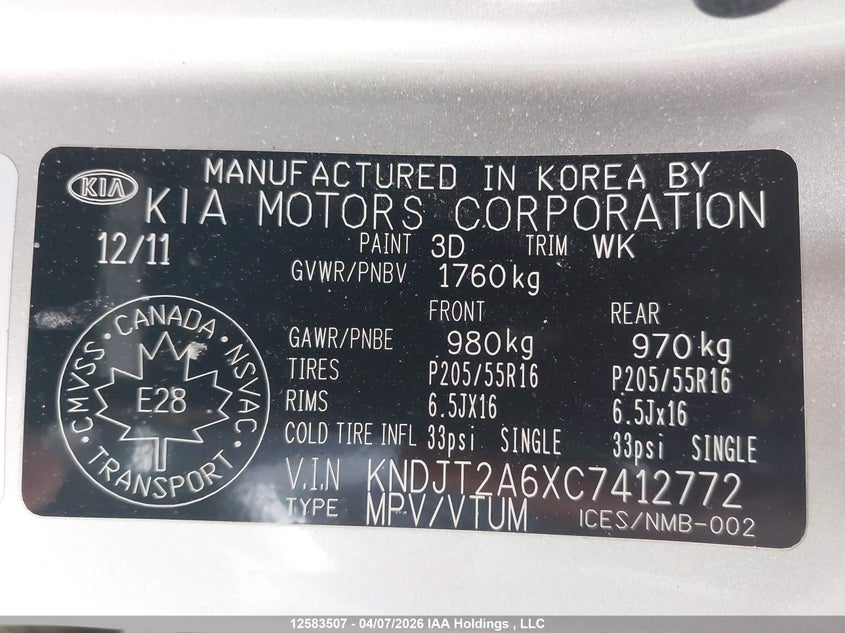 MANUFACTURED IN KOREA BY
KIA KIA MOTORS CORPORATION
12/11 PAINT 3D TRIM WK
GVWR/PNBV 1760kg
FRONT REAR
GAWR/PNBE 980kg 970kg
TIRES P205/55R16 P205/55R16
RIMS 6.5JX16 6.5Jx16
COLD TIRE INFL 33psi SINGLE 33psi SINGLE
V.I.N KNDJT2A6XC7412772
TYPE MPV/VTUM ICES/NMB-002
CMVSS · CANADA · NSVAC · TRANSPORT ·
E28
12583507 - 04/07/2026 IAA Holdings , LLC